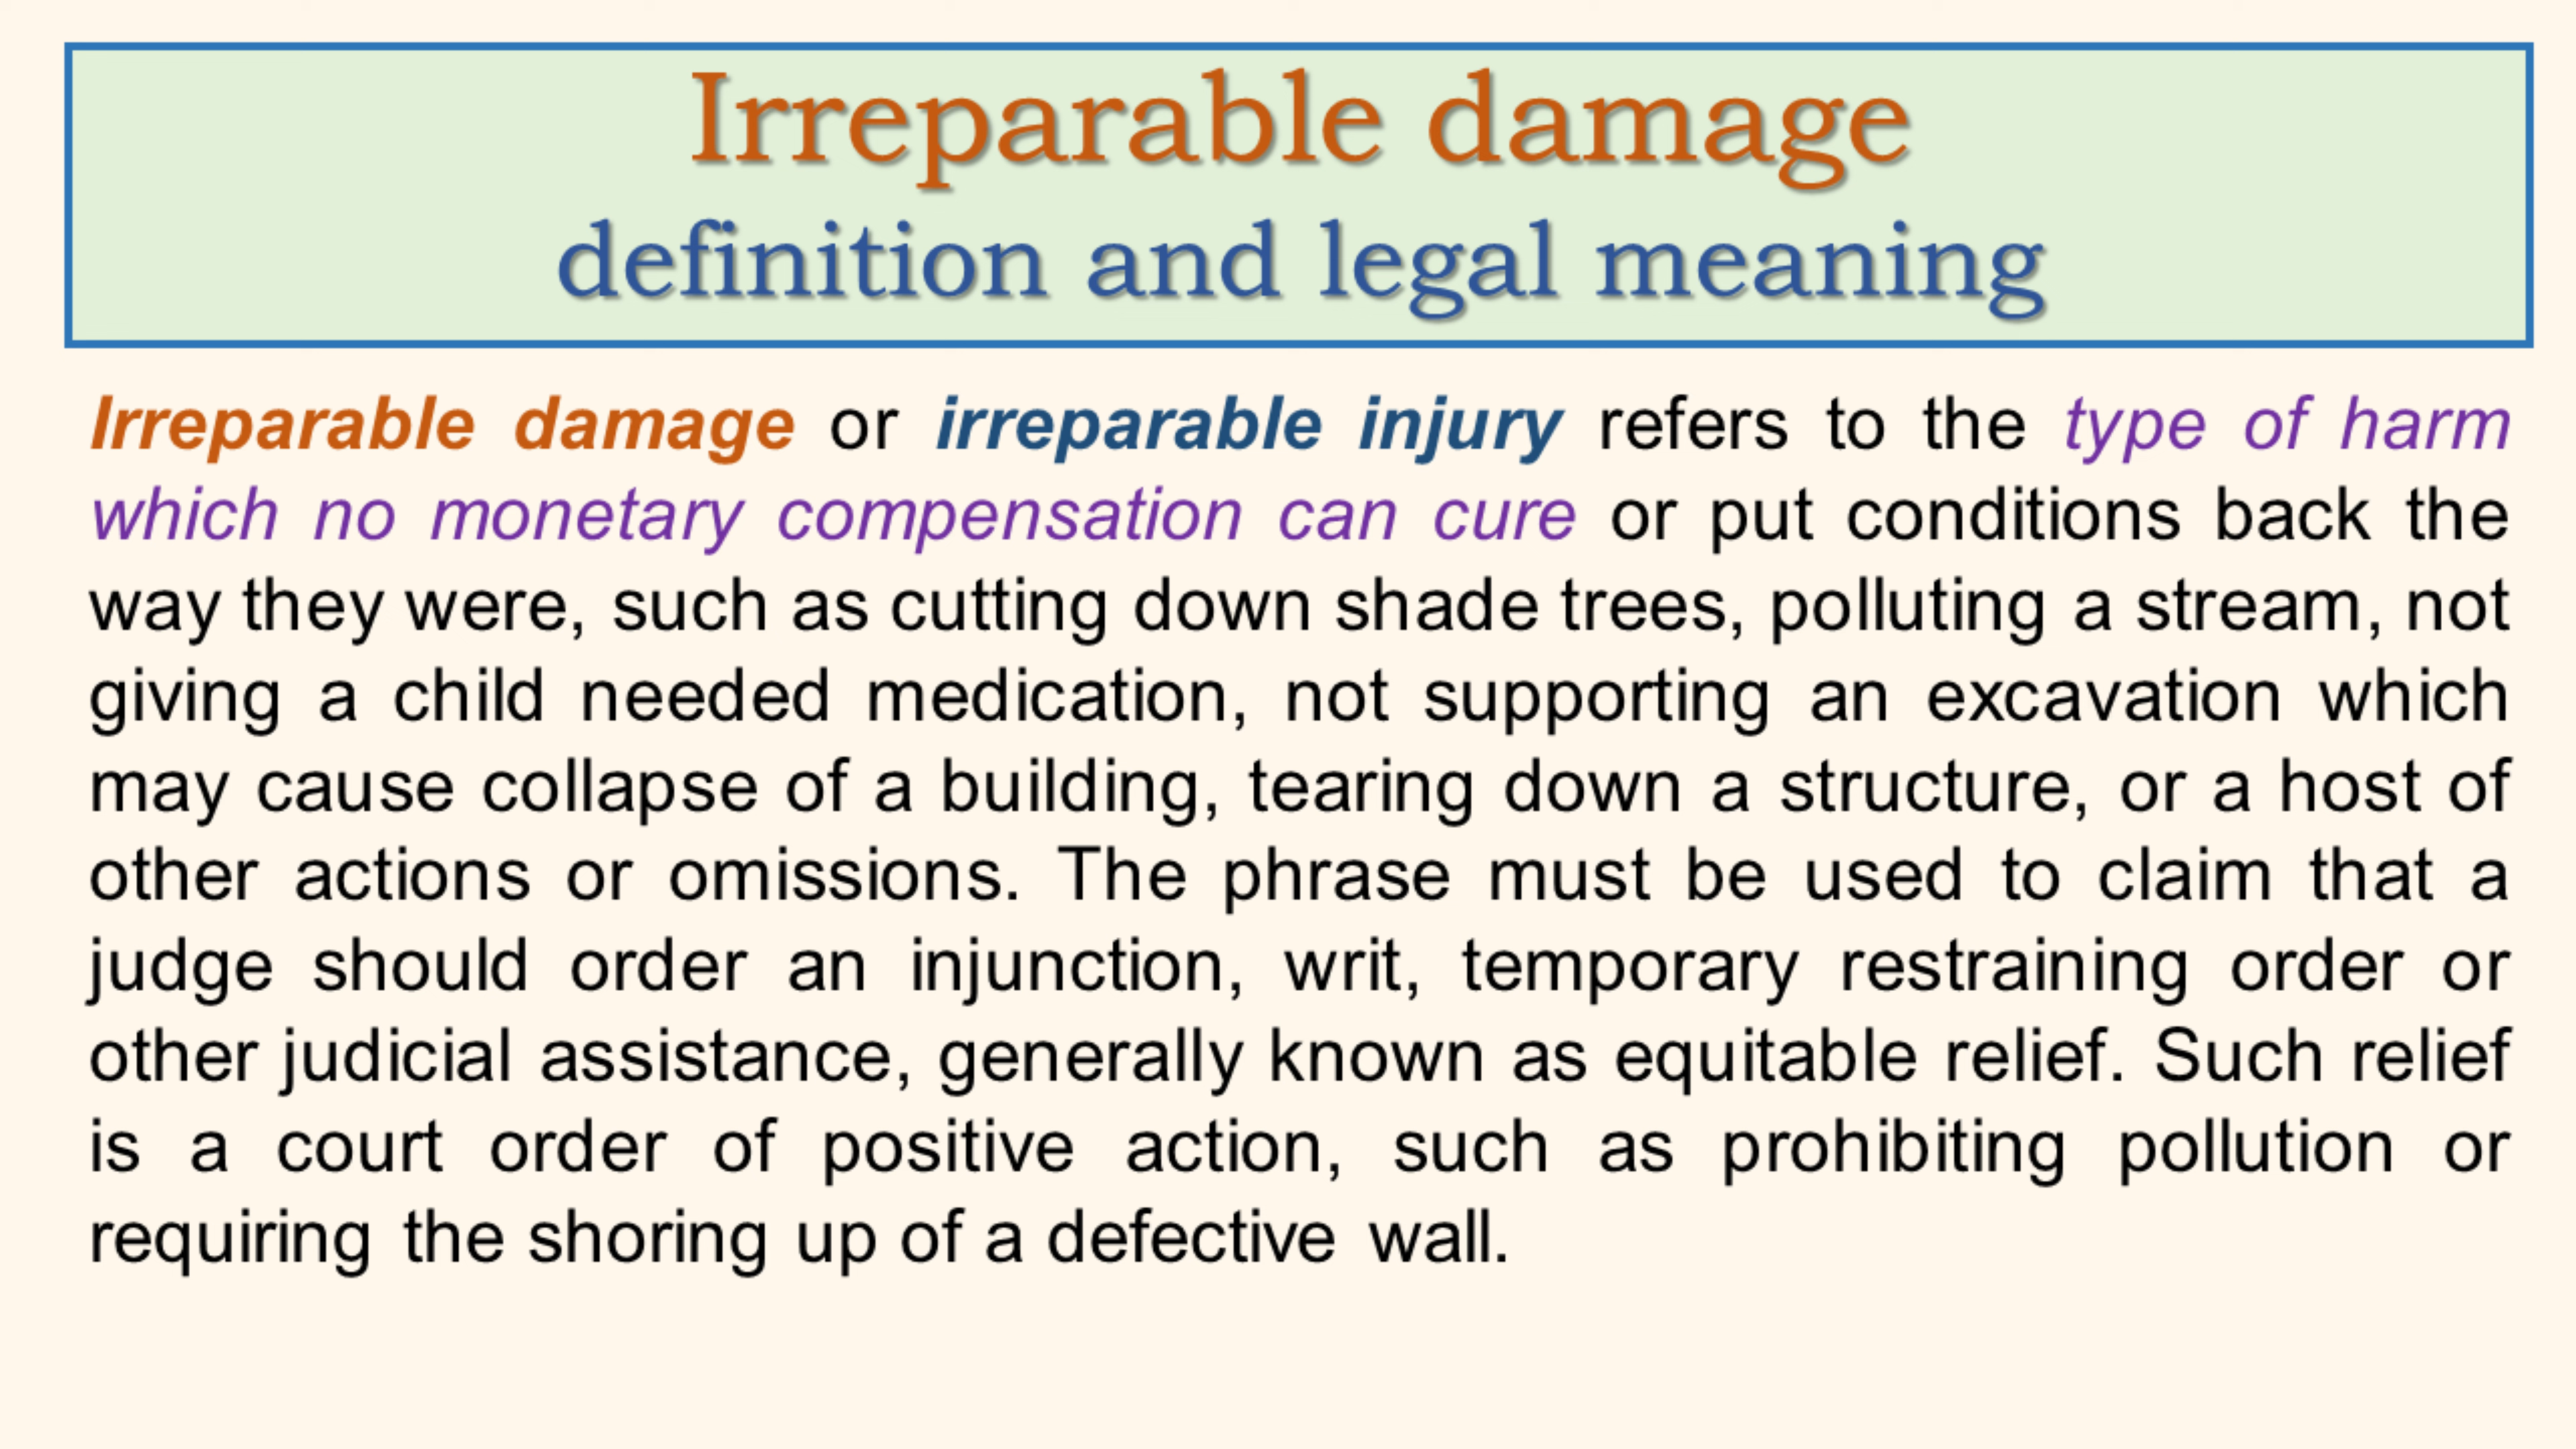 Irreparable damage
definition and legal meaning
Irreparable damage or irreparable injury refers to the type of harm
which no monetary compensation can cure or put conditions back the
way they were, such as cutting down shade trees, polluting a stream, not
giving a child needed medication, not supporting an excavation which
may cause collapse of a building, tearing down a structure, or a host of
other actions or omissions. The phrase must be used to claim that a
judge should order an injunction, writ, temporary restraining order or
other judicial assistance, generally known as equitable relief. Such relief
is a court order of positive action, such as prohibiting pollution or
requiring the shoring up of a defective wall.